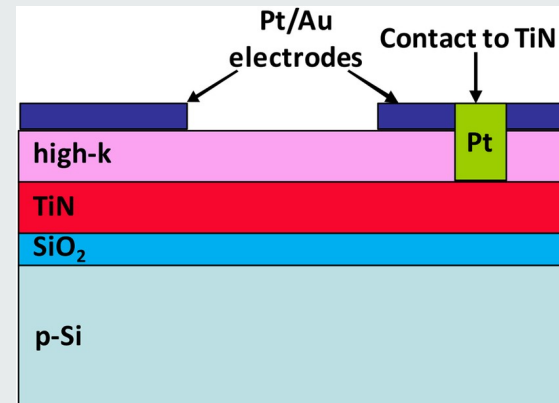 Pt/Au
electrodes
Contact to TiN
Pt
high-k
TiN
SiO₂
p-Si